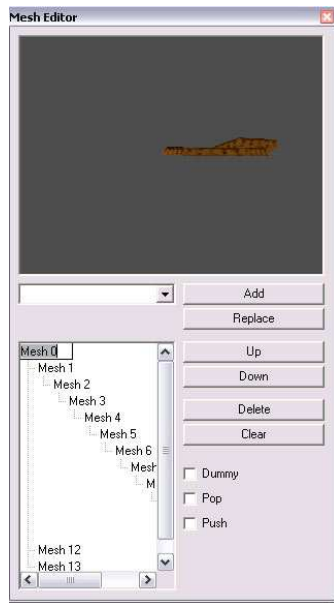 Mesh Editor
Add
Replace
Mesh 0
Mesh 1
Mesh 2
Mesh 3
Mesh 4
Mesh 5
Mesh 6
Mesh
M
Mesh 12
Mesh 13
Up
Down
Delete
Clear
Dummy
Pop
Push